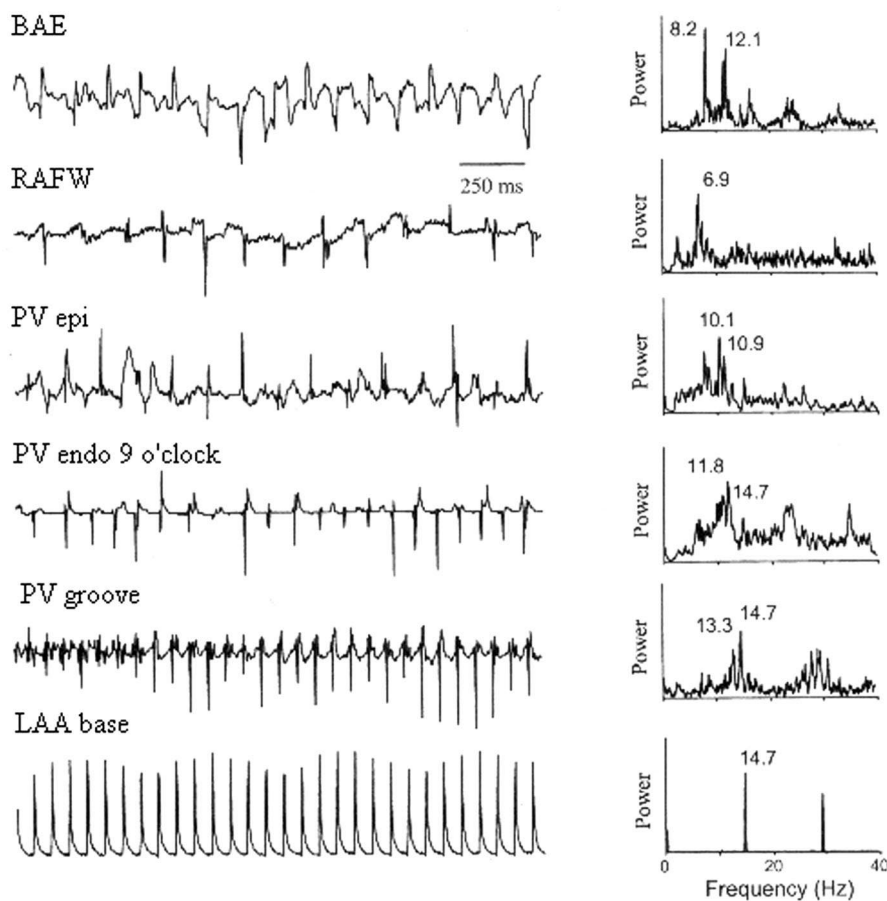 BAE
Power
8.2
12.1
250 ms
RAFW
Power
6.9
PV epi
Power
10.1
10.9
PV endo 9 o'clock
Power
11.8
14.7
PV groove
Power
13.3
14.7
LAA base
Power
14.7
0 20 40
Frequency (Hz)